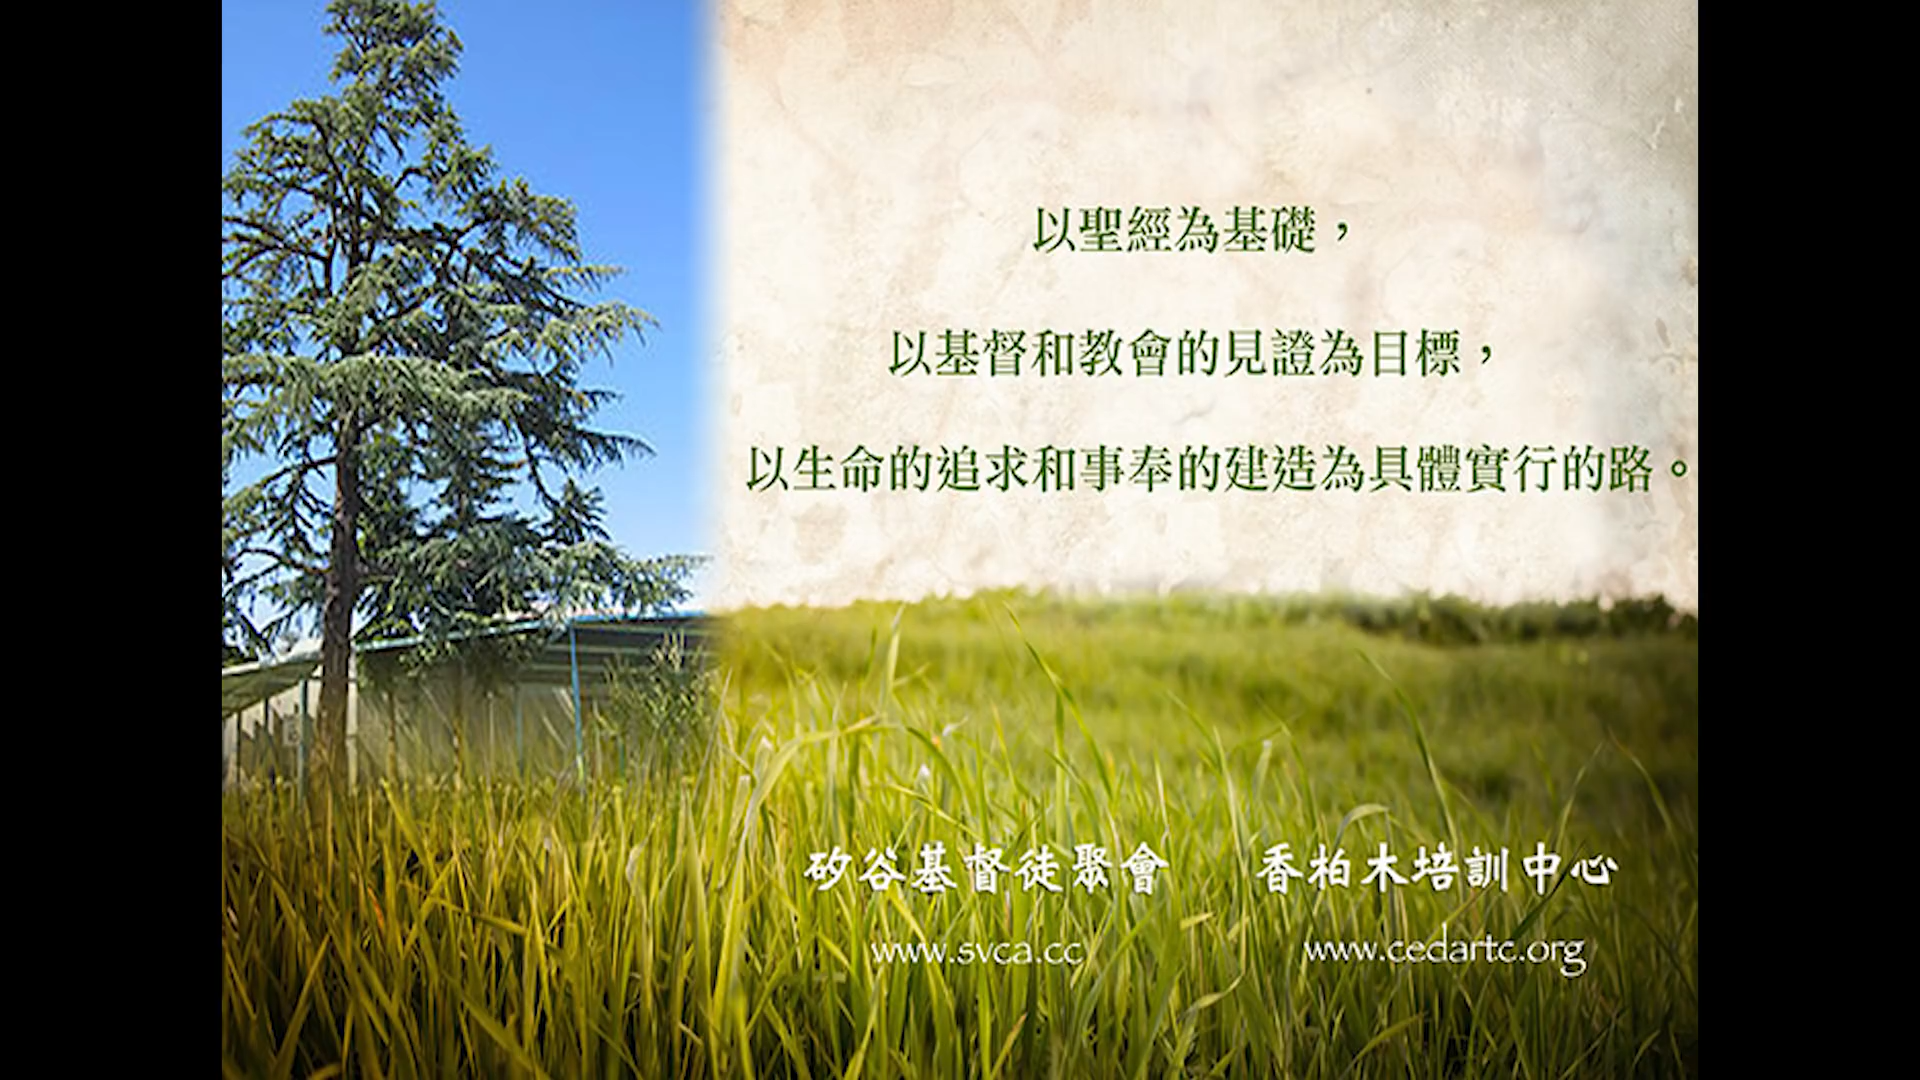 以聖經為基礎，
以基督和教會的見證為目標，
以生命的追求和事奉的建造為具體實行的路。
矽谷基督徒聚會 香柏木培訓中心
www.svca.cc www.cedartc.org